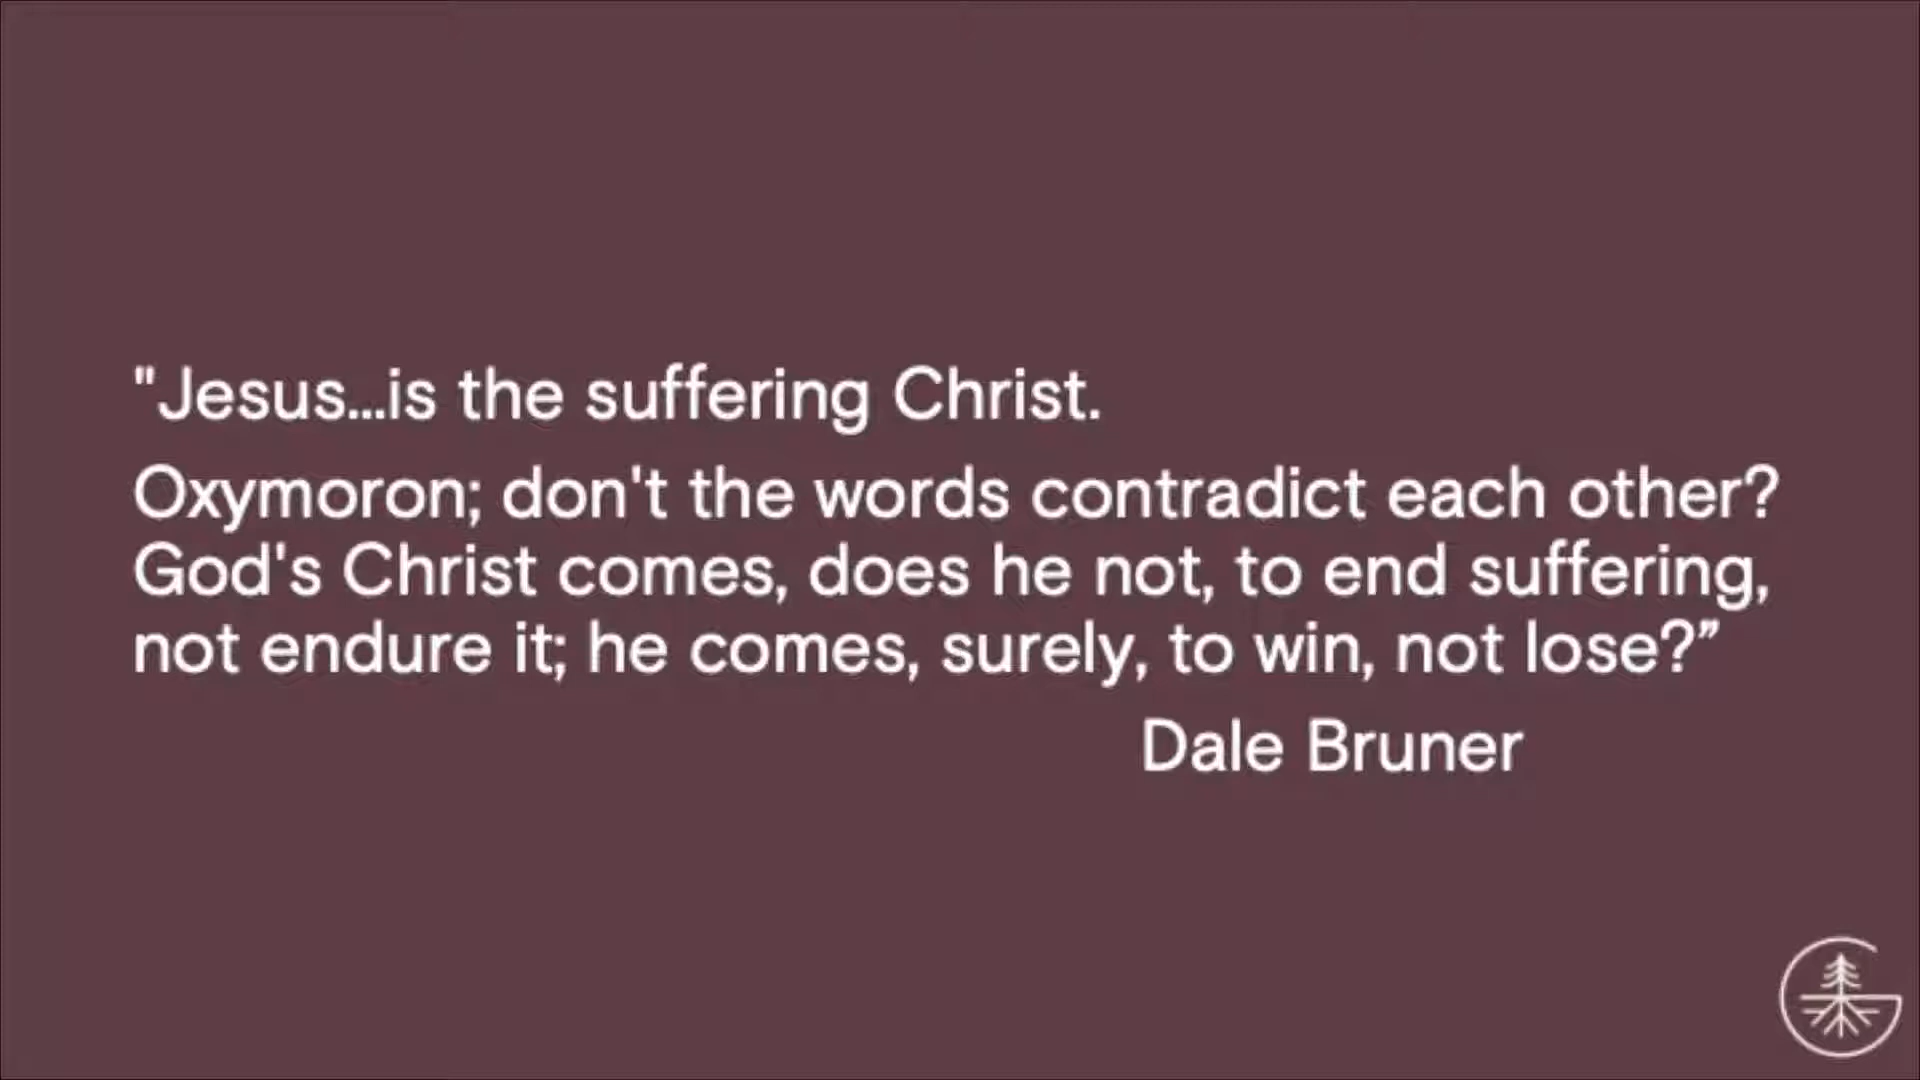 "Jesus...is the suffering Christ.
Oxymoron; don't the words contradict each other?
God's Christ comes, does he not, to end suffering,
not endure it; he comes, surely, to win, not lose?”
Dale Bruner